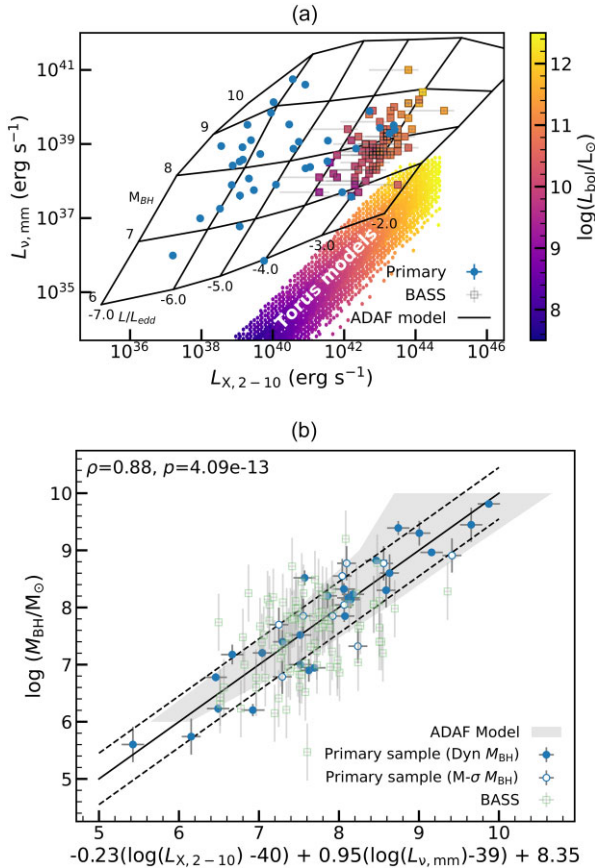 (a)
10^41
10^39
10^37
10^35
L_ν,mm (erg s^-1)
10
9
8
M_BH
7
6
-7.0 L/L_edd
-6.0
-5.0
-4.0
-3.0
-2.0
Torus models
Primary
BASS
ADAF model
10^36 10^38 10^40 10^42 10^44 10^46
L_X,2−10 (erg s^-1)
12
11
10
9
8
log(L_bol/L_⊙)
(b)
ρ=0.88, p=4.09e-13
10
9
8
7
6
5
log (M_BH/M_⊙)
ADAF Model
Primary sample (Dyn M_BH)
Primary sample (M-σ M_BH)
BASS
5 6 7 8 9 10
-0.23(log(L_X,2−10) -40) + 0.95(log(L_ν,mm)-39) + 8.35